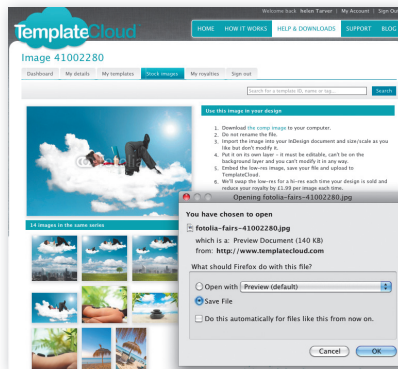 Welcome back helen Tarver | My Account | Sign Out
TemplateCloud
HOME HOW IT WORKS HELP & DOWNLOADS SUPPORT BLOG
Image 41002280
Dashboard My details My templates Stock images My royalties Sign out
Search for a template ID, name or tag... Search
Use this image in your design
1. Download the comp image to your computer.
2. Do not rename the file.
3. Import the image into your InDesign document and size/scale as you
like but don't modify it.
4. Put it on its own layer - it must be editable, can't be on the
background layer and you can't modify it in any way.
5. Embed the low-res image, save your file and upload to
TemplateCloud.
6. We'll swap the low-res for a hi-res each time your design is sold and
reduce your royalty by £1.99 per image each time.
14 images in the same series
Opening fotolia-fairs-41002280.jpg
You have chosen to open
fotolia-fairs-41002280.jpg
which is a: Preview Document (140 KB)
from: http://www.templatecloud.com
What should Firefox do with this file?
Open with Preview (default)
Save File
Do this automatically for files like this from now on.
Cancel OK